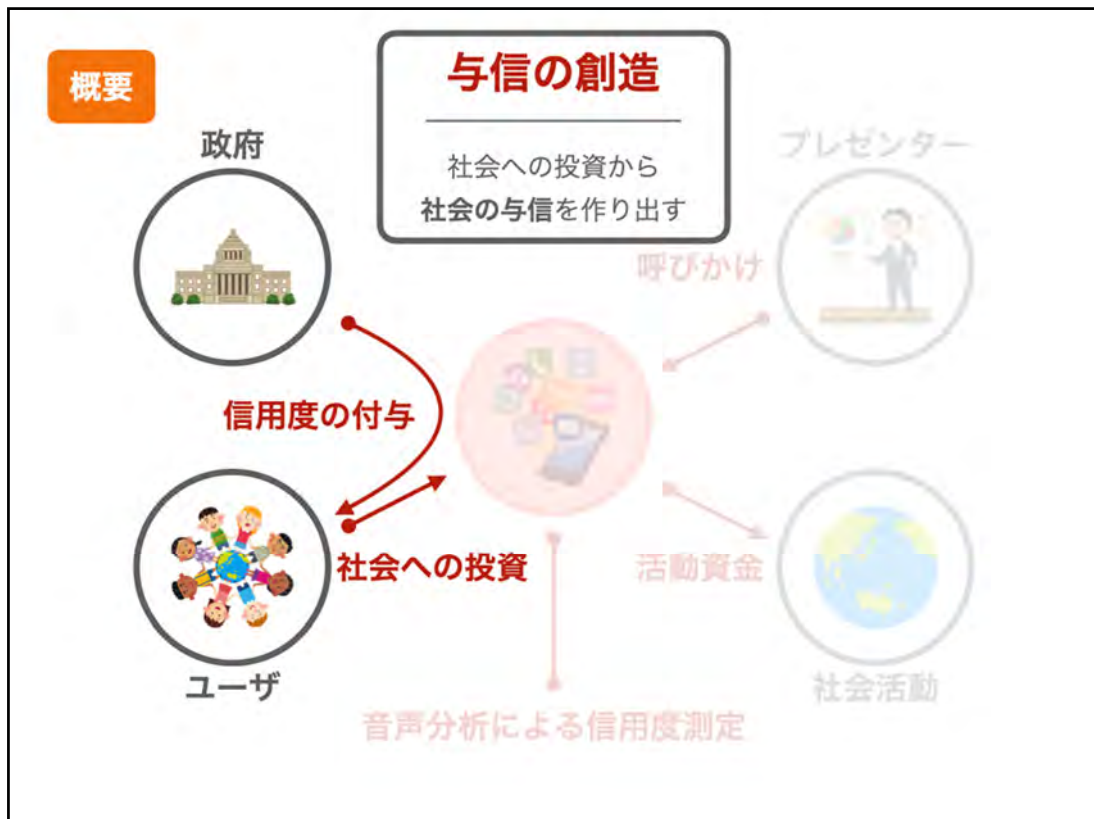 概要
与信の創造
社会への投資から
社会の与信を作り出す
政府
プレゼンター
呼びかけ
信用度の付与
社会への投資
活動資金
ユーザ
社会活動
音声分析による信用度測定